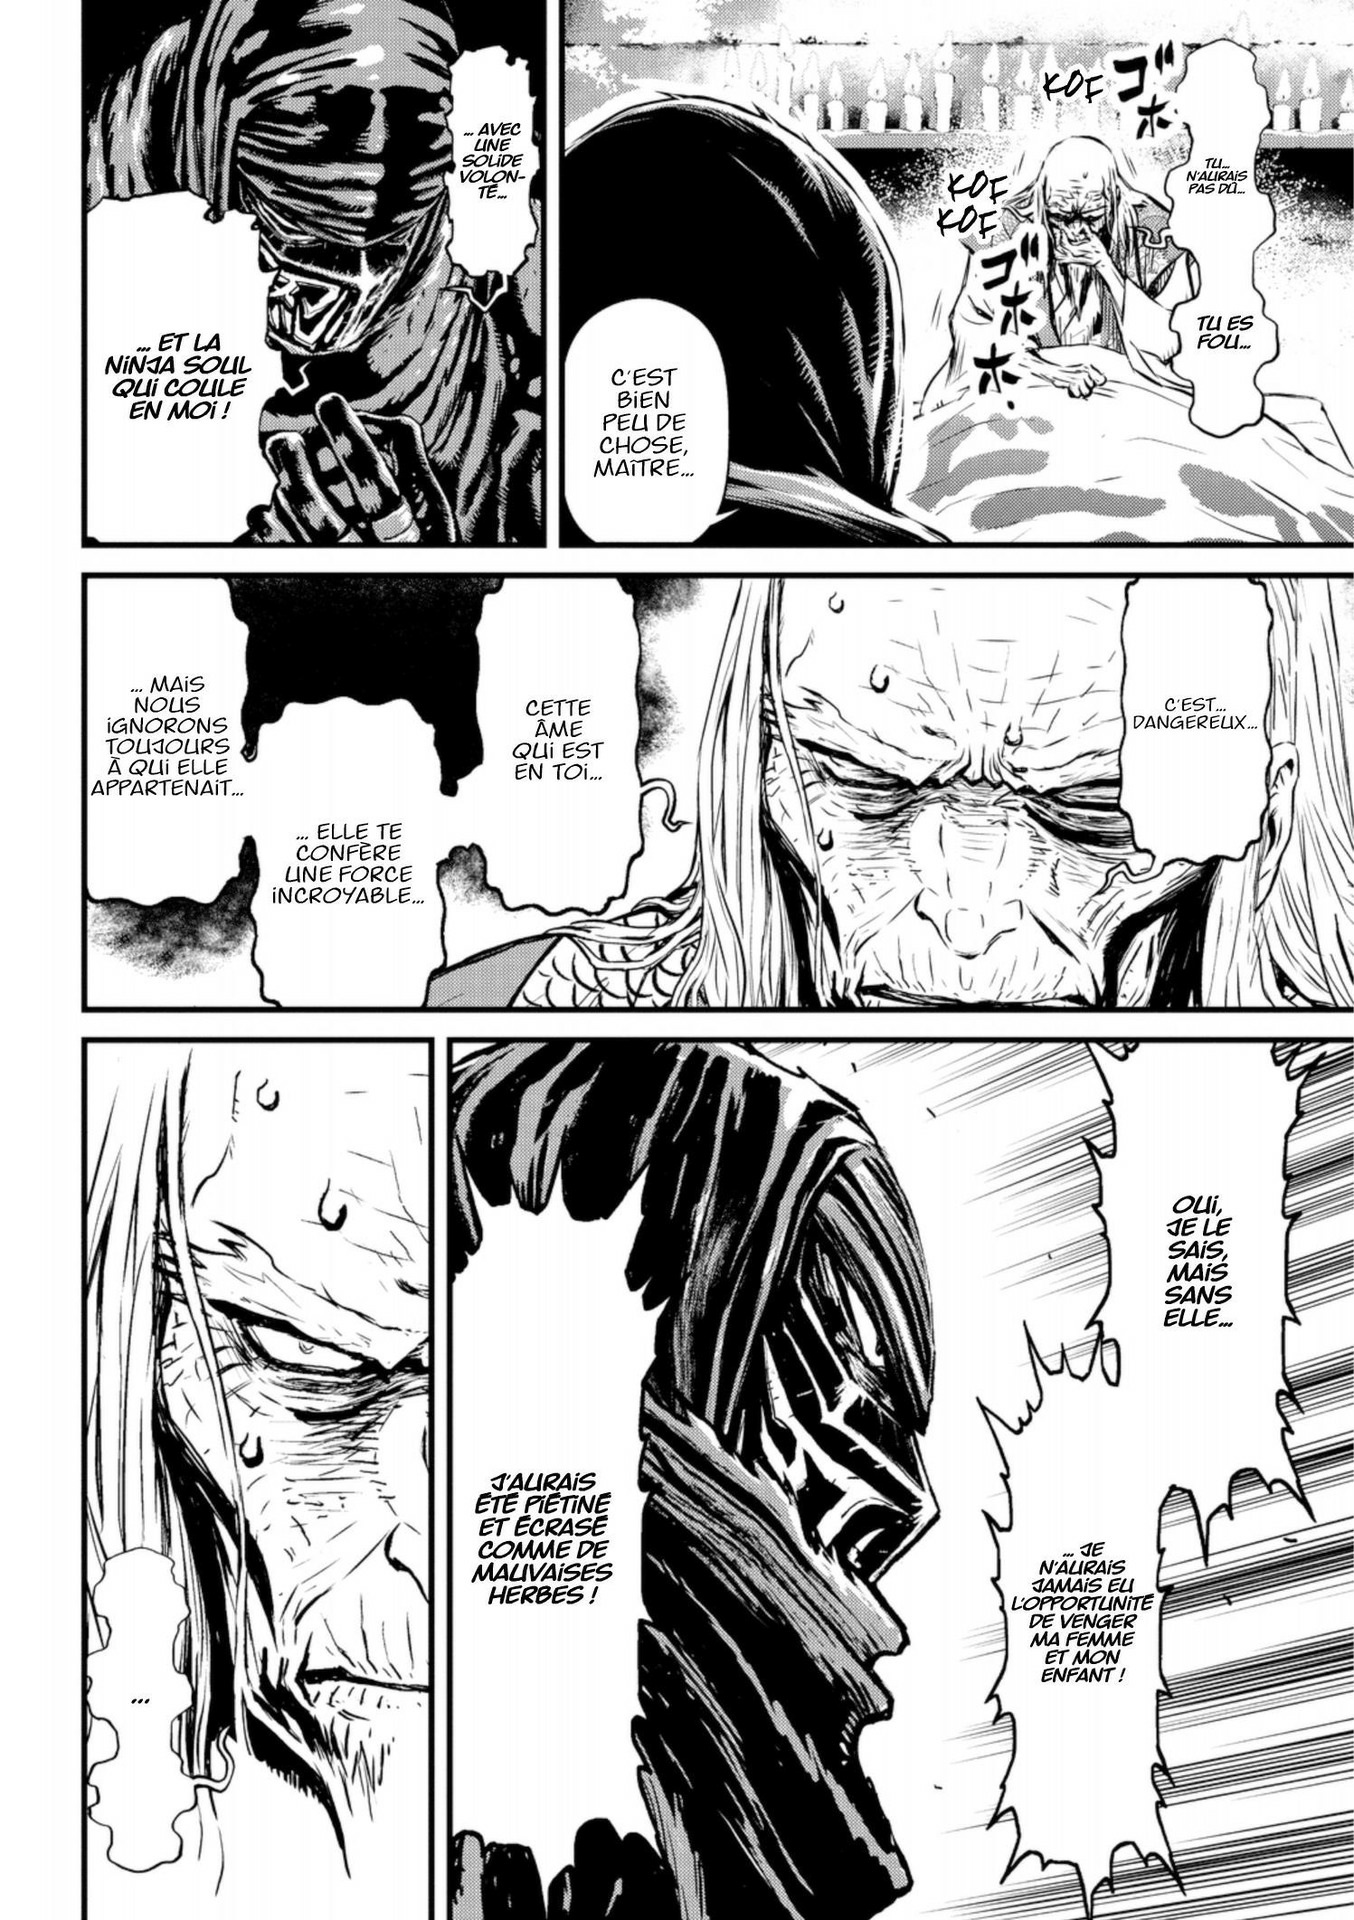 ゴホ
KOF
TU...
N'AURAIS
PAS DÛ...
KOF
KOF
ゴホゴホ
TU ES
FOU...
C'EST
BIEN
PEU DE
CHOSE,
MAÎTRE...
... AVEC
UNE
SOLIDE
VOLON-
TÉ...
... ET LA
NINJA SOUL
QUI COULE
EN MOI !
C'EST...
DANGEREUX...
CETTE
ÂME
QUI EST
EN TOI...
... ELLE TE
CONFÈRE
UNE FORCE
INCROYABLE...
... MAIS
NOUS
IGNORONS
TOUJOURS
À QUI ELLE
APPARTENAIT...
OUI,
JE LE
SAIS,
MAIS
SANS
ELLE...
... JE
N'AURAIS
JAMAIS EU
L'OPPORTUNITÉ
DE VENGER
MA FEMME
ET MON
ENFANT !
J'AURAIS
ÉTÉ PIÉTINÉ
ET ÉCRASÉ
COMME DE
MAUVAISES
HERBES !
...